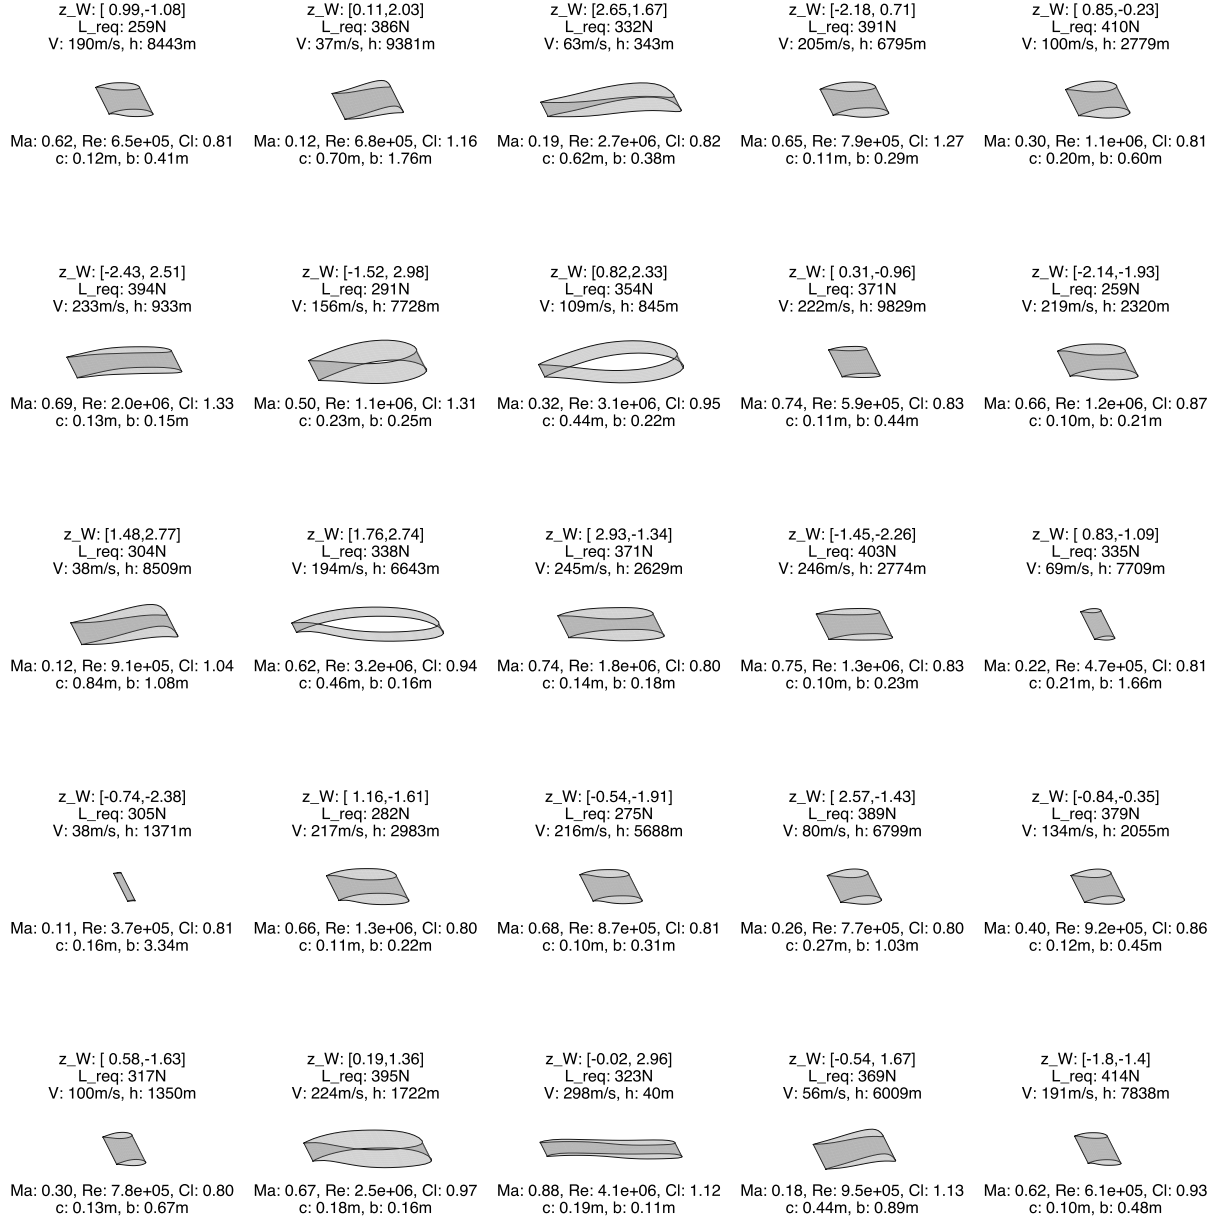 z_W: [ 0.99,-1.08]
L_req: 259N
V: 190m/s, h: 8443m
Ma: 0.62, Re: 6.5e+05, Cl: 0.81
c: 0.12m, b: 0.41m
z_W: [0.11,2.03]
L_req: 386N
V: 37m/s, h: 9381m
Ma: 0.12, Re: 6.8e+05, Cl: 1.16
c: 0.70m, b: 1.76m
z_W: [2.65,1.67]
L_req: 332N
V: 63m/s, h: 343m
Ma: 0.19, Re: 2.7e+06, Cl: 0.82
c: 0.62m, b: 0.38m
z_W: [-2.18, 0.71]
L_req: 391N
V: 205m/s, h: 6795m
Ma: 0.65, Re: 7.9e+05, Cl: 1.27
c: 0.11m, b: 0.29m
z_W: [ 0.85,-0.23]
L_req: 410N
V: 100m/s, h: 2779m
Ma: 0.30, Re: 1.1e+06, Cl: 0.81
c: 0.20m, b: 0.60m
z_W: [-2.43, 2.51]
L_req: 394N
V: 233m/s, h: 933m
Ma: 0.69, Re: 2.0e+06, Cl: 1.33
c: 0.13m, b: 0.15m
z_W: [-1.52, 2.98]
L_req: 291N
V: 156m/s, h: 7728m
Ma: 0.50, Re: 1.1e+06, Cl: 1.31
c: 0.23m, b: 0.25m
z_W: [0.82,2.33]
L_req: 354N
V: 109m/s, h: 845m
Ma: 0.32, Re: 3.1e+06, Cl: 0.95
c: 0.44m, b: 0.22m
z_W: [ 0.31,-0.96]
L_req: 371N
V: 222m/s, h: 9829m
Ma: 0.74, Re: 5.9e+05, Cl: 0.83
c: 0.11m, b: 0.44m
z_W: [-2.14,-1.93]
L_req: 259N
V: 219m/s, h: 2320m
Ma: 0.66, Re: 1.2e+06, Cl: 0.87
c: 0.10m, b: 0.21m
z_W: [1.48,2.77]
L_req: 304N
V: 38m/s, h: 8509m
Ma: 0.12, Re: 9.1e+05, Cl: 1.04
c: 0.84m, b: 1.08m
z_W: [1.76,2.74]
L_req: 338N
V: 194m/s, h: 6643m
Ma: 0.62, Re: 3.2e+06, Cl: 0.94
c: 0.46m, b: 0.16m
z_W: [ 2.93,-1.34]
L_req: 371N
V: 245m/s, h: 2629m
Ma: 0.74, Re: 1.8e+06, Cl: 0.80
c: 0.14m, b: 0.18m
z_W: [-1.45,-2.26]
L_req: 403N
V: 246m/s, h: 2774m
Ma: 0.75, Re: 1.3e+06, Cl: 0.83
c: 0.10m, b: 0.23m
z_W: [ 0.83,-1.09]
L_req: 335N
V: 69m/s, h: 7709m
Ma: 0.22, Re: 4.7e+05, Cl: 0.81
c: 0.21m, b: 1.66m
z_W: [-0.74,-2.38]
L_req: 305N
V: 38m/s, h: 1371m
Ma: 0.11, Re: 3.7e+05, Cl: 0.81
c: 0.16m, b: 3.34m
z_W: [ 1.16,-1.61]
L_req: 282N
V: 217m/s, h: 2983m
Ma: 0.66, Re: 1.3e+06, Cl: 0.80
c: 0.11m, b: 0.22m
z_W: [-0.54,-1.91]
L_req: 275N
V: 216m/s, h: 5688m
Ma: 0.68, Re: 8.7e+05, Cl: 0.81
c: 0.10m, b: 0.31m
z_W: [ 2.57,-1.43]
L_req: 389N
V: 80m/s, h: 6799m
Ma: 0.26, Re: 7.7e+05, Cl: 0.80
c: 0.27m, b: 1.03m
z_W: [-0.84,-0.35]
L_req: 379N
V: 134m/s, h: 2055m
Ma: 0.40, Re: 9.2e+05, Cl: 0.86
c: 0.12m, b: 0.45m
z_W: [ 0.58,-1.63]
L_req: 317N
V: 100m/s, h: 1350m
Ma: 0.30, Re: 7.8e+05, Cl: 0.80
c: 0.13m, b: 0.67m
z_W: [0.19,1.36]
L_req: 395N
V: 224m/s, h: 1722m
Ma: 0.67, Re: 2.5e+06, Cl: 0.97
c: 0.18m, b: 0.16m
z_W: [-0.02, 2.96]
L_req: 323N
V: 298m/s, h: 40m
Ma: 0.88, Re: 4.1e+06, Cl: 1.12
c: 0.19m, b: 0.11m
z_W: [-0.54, 1.67]
L_req: 369N
V: 56m/s, h: 6009m
Ma: 0.18, Re: 9.5e+05, Cl: 1.13
c: 0.44m, b: 0.89m
z_W: [-1.8,-1.4]
L_req: 414N
V: 191m/s, h: 7838m
Ma: 0.62, Re: 6.1e+05, Cl: 0.93
c: 0.10m, b: 0.48m